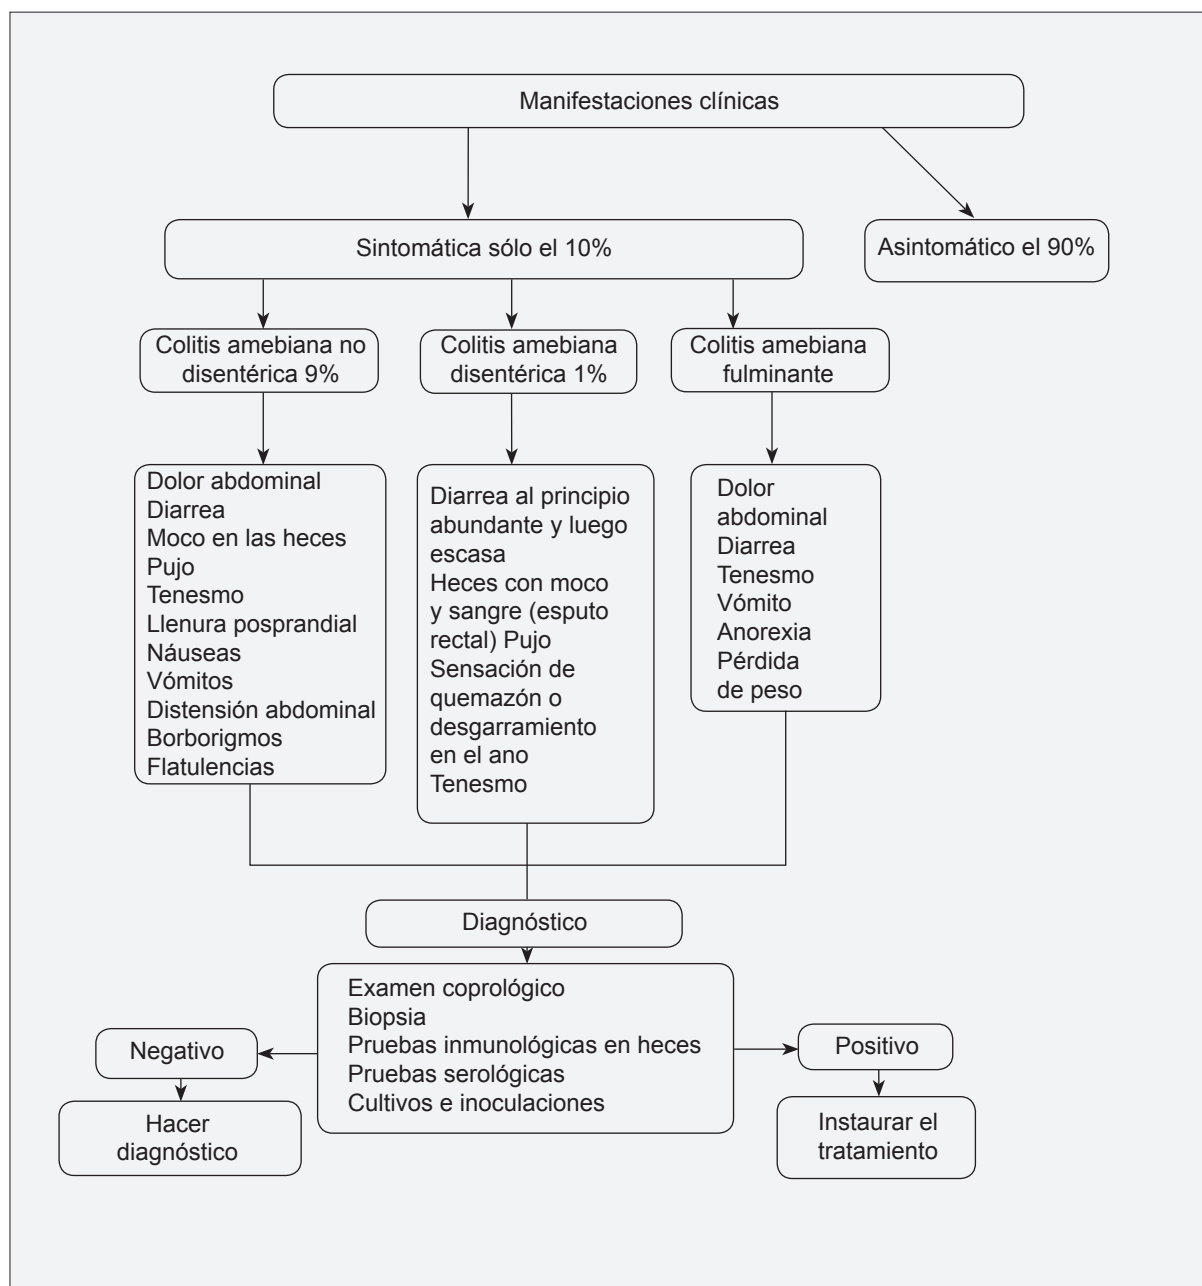 Manifestaciones clínicas
Sintomática sólo el 10%
Asintomático el 90%
Colitis amebiana no
disentérica 9%
Colitis amebiana
disentérica 1%
Colitis amebiana
fulminante
Dolor abdominal
Diarrea
Moco en las heces
Pujo
Tenesmo
Llenura posprandial
Náuseas
Vómitos
Distensión abdominal
Borborigmos
Flatulencias
Diarrea al principio
abundante y luego
escasa
Heces con moco
y sangre (esputo
rectal) Pujo
Sensación de
quemazón o
desgarramiento
en el ano
Tenesmo
Dolor
abdominal
Diarrea
Tenesmo
Vómito
Anorexia
Pérdida
de peso
Diagnóstico
Examen coprológico
Biopsia
Pruebas inmunológicas en heces
Pruebas serológicas
Cultivos e inoculaciones
Negativo
Hacer
diagnóstico
Positivo
Instaurar el
tratamiento